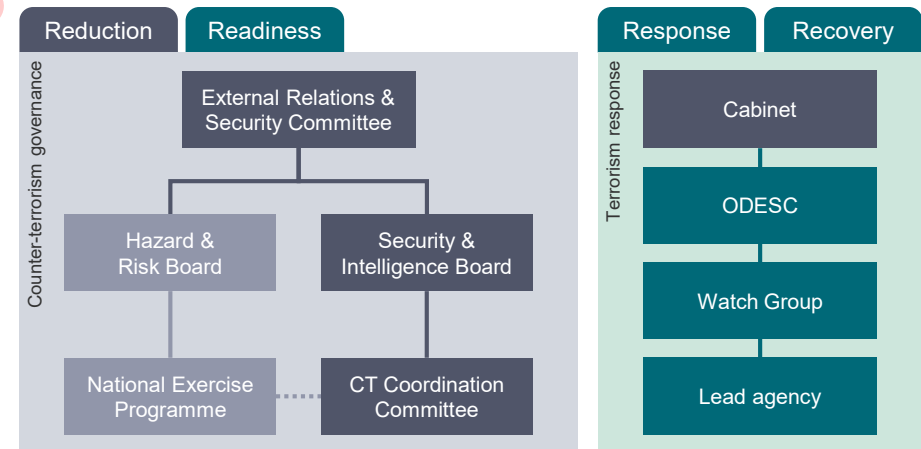 Reduction
Readiness
Counter-terrorism governance
External Relations &
Security Committee
Hazard &
Risk Board
Security &
Intelligence Board
National Exercise
Programme
CT Coordination
Committee
Response
Recovery
Terrorism response
Cabinet
ODESC
Watch Group
Lead agency